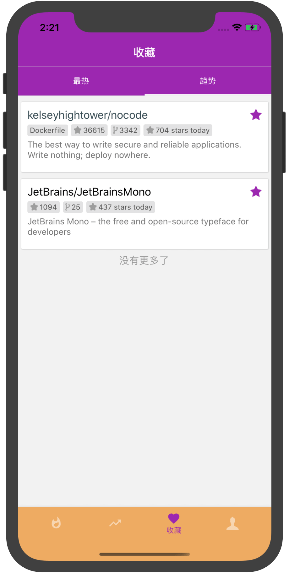 2:21
收藏
最热 趋势
kelseyhightower/nocode
Dockerfile 36615 3342 704 stars today
The best way to write secure and reliable applications.
Write nothing; deploy nowhere.
JetBrains/JetBrainsMono
1094 25 437 stars today
JetBrains Mono – the free and open-source typeface for
developers
没有更多了
收藏